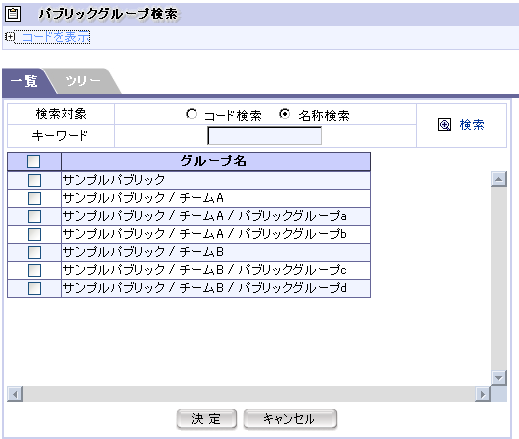 パブリックグループ検索
コードを表示
一覧 ツリー
検索対象 コード検索 名称検索
キーワード 検索
グループ名
サンプルパブリック
サンプルパブリック / チームA
サンプルパブリック / チームA / パブリックグループa
サンプルパブリック / チームA / パブリックグループb
サンプルパブリック / チームB
サンプルパブリック / チームB / パブリックグループc
サンプルパブリック / チームB / パブリックグループd
決定 キャンセル